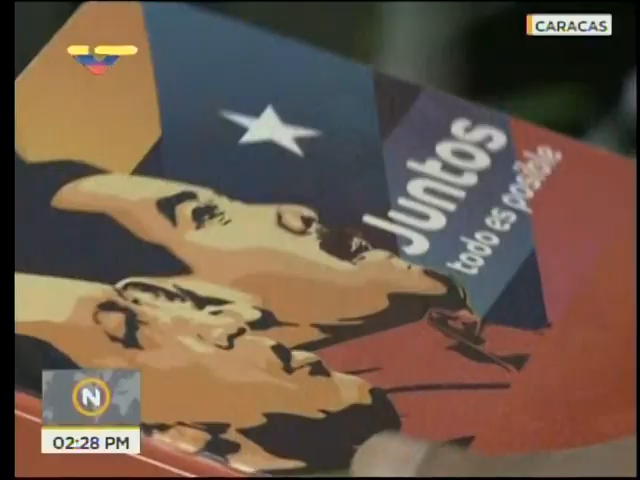 CARACAS
Juntos
todo es posible
N
02:28 PM